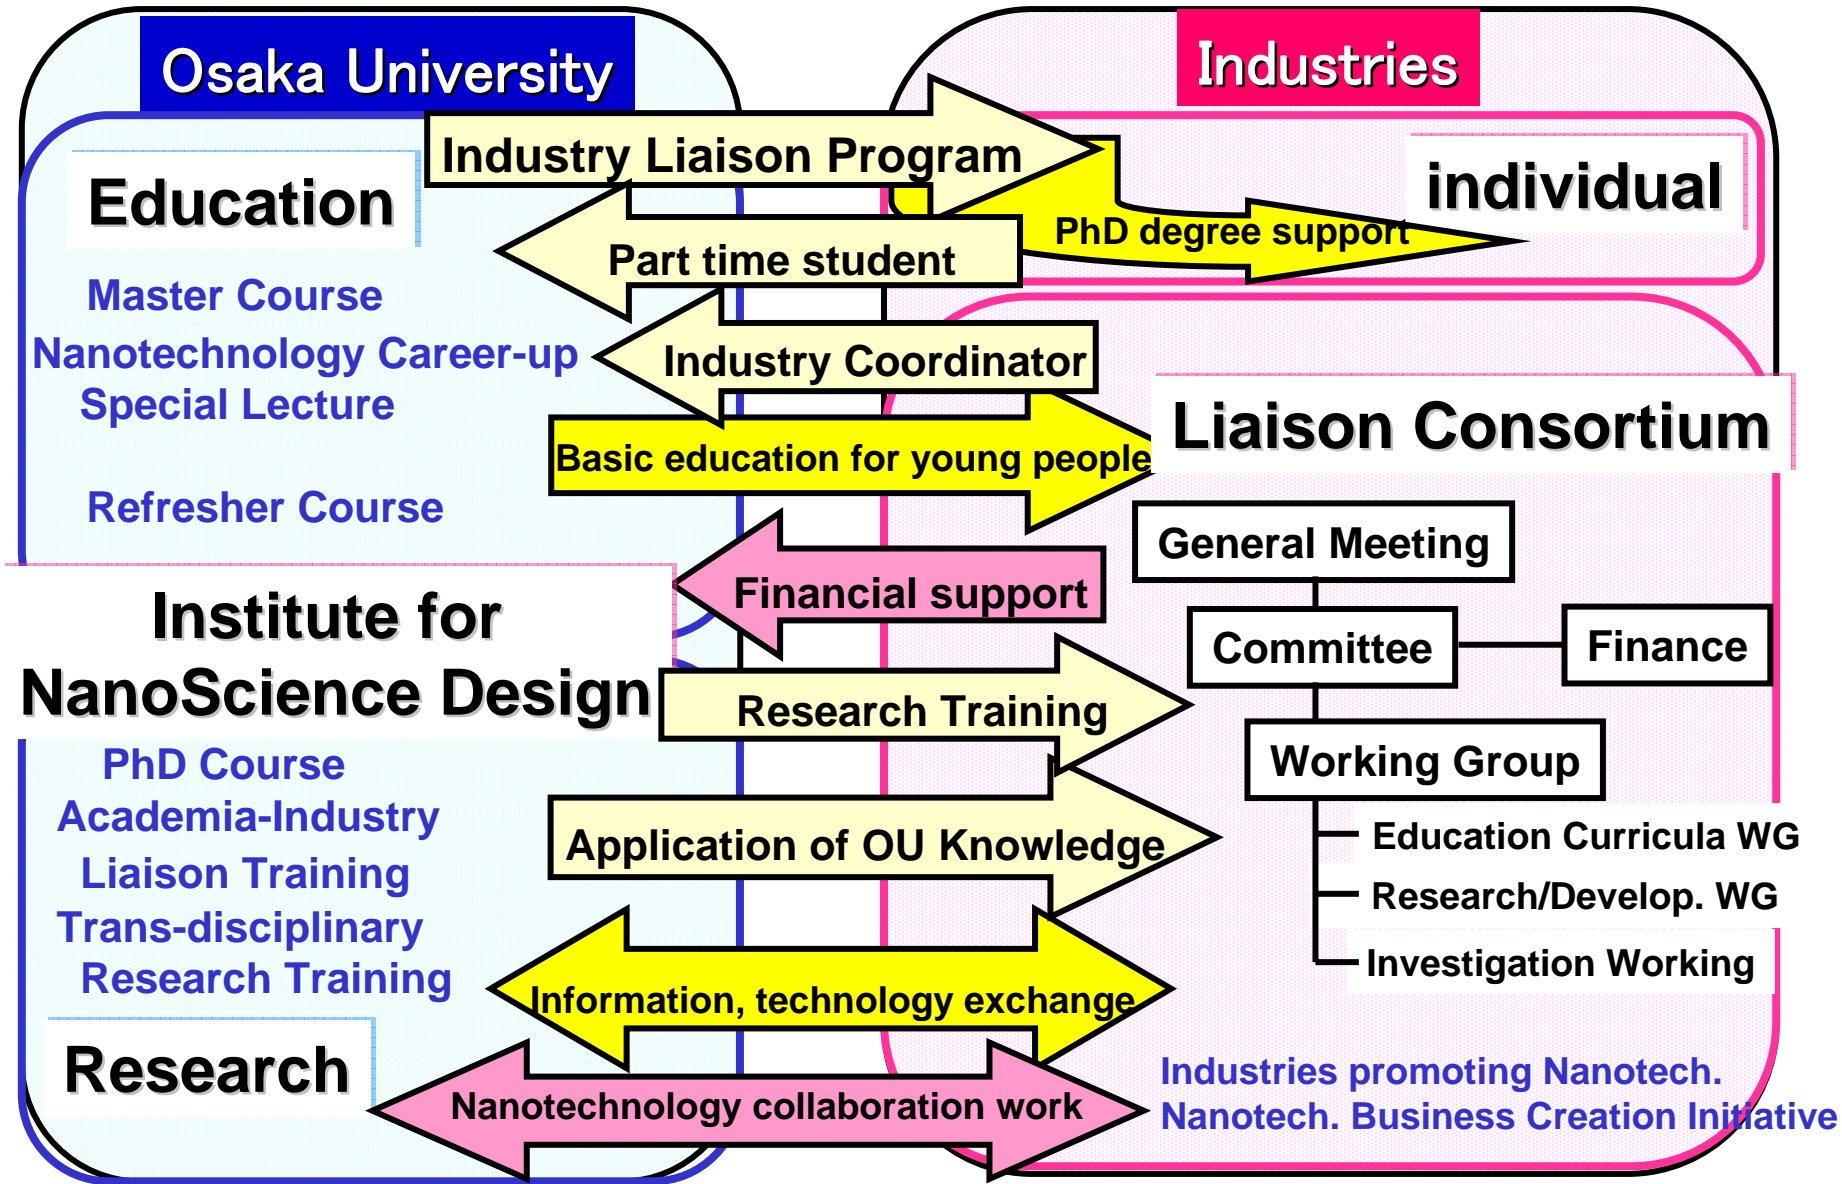 Osaka University
Industries
Industry Liaison Program
individual
Education
PhD degree support
Part time student
Master Course
Nanotechnology Career-up
Special Lecture
Industry Coordinator
Liaison Consortium
Basic education for young people
Refresher Course
General Meeting
Financial support
Institute for
NanoScience Design
Committee
Finance
Research Training
Working Group
PhD Course
Academia-Industry
Liaison Training
Application of OU Knowledge
Education Curricula WG
Research/Develop. WG
Trans-disciplinary
Research Training
Investigation Working
Information, technology exchange
Research
Nanotechnology collaboration work
Industries promoting Nanotech.
Nanotech. Business Creation Initiative